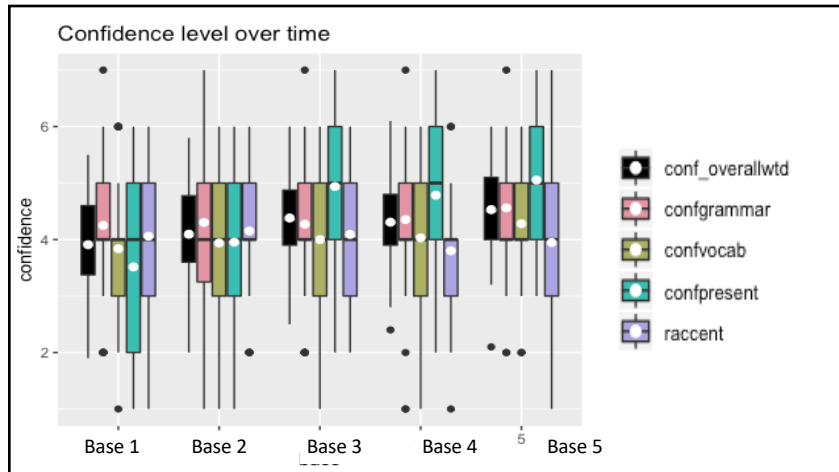 Confidence level over time
confidence
6
4
2
conf_overallwtd
confgrammar
confvocab
confpresent
raccent
5
Base 1 Base 2 Base 3 Base 4 Base 5